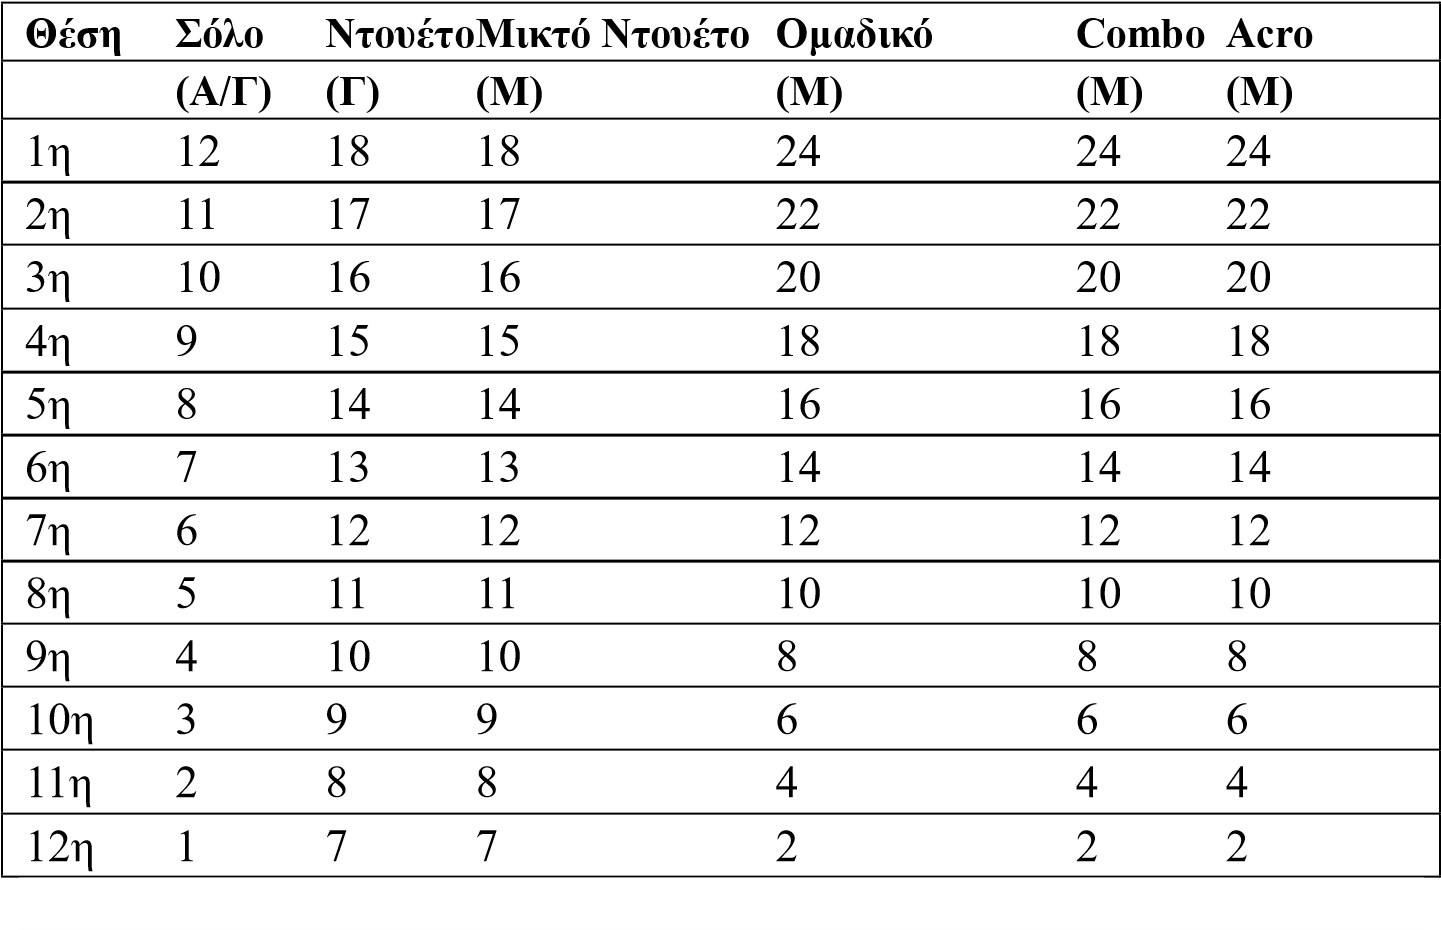 Θέση Σόλο Ντουέτο Μικτό Ντουέτο Ομαδικό Combo Acro
(Α/Γ) (Γ) (Μ) (Μ) (Μ) (Μ)
1η 12 18 18 24 24 24
2η 11 17 17 22 22 22
3η 10 16 16 20 20 20
4η 9 15 15 18 18 18
5η 8 14 14 16 16 16
6η 7 13 13 14 14 14
7η 6 12 12 12 12 12
8η 5 11 11 10 10 10
9η 4 10 10 8 8 8
10η 3 9 9 6 6 6
11η 2 8 8 4 4 4
12η 1 7 7 2 2 2